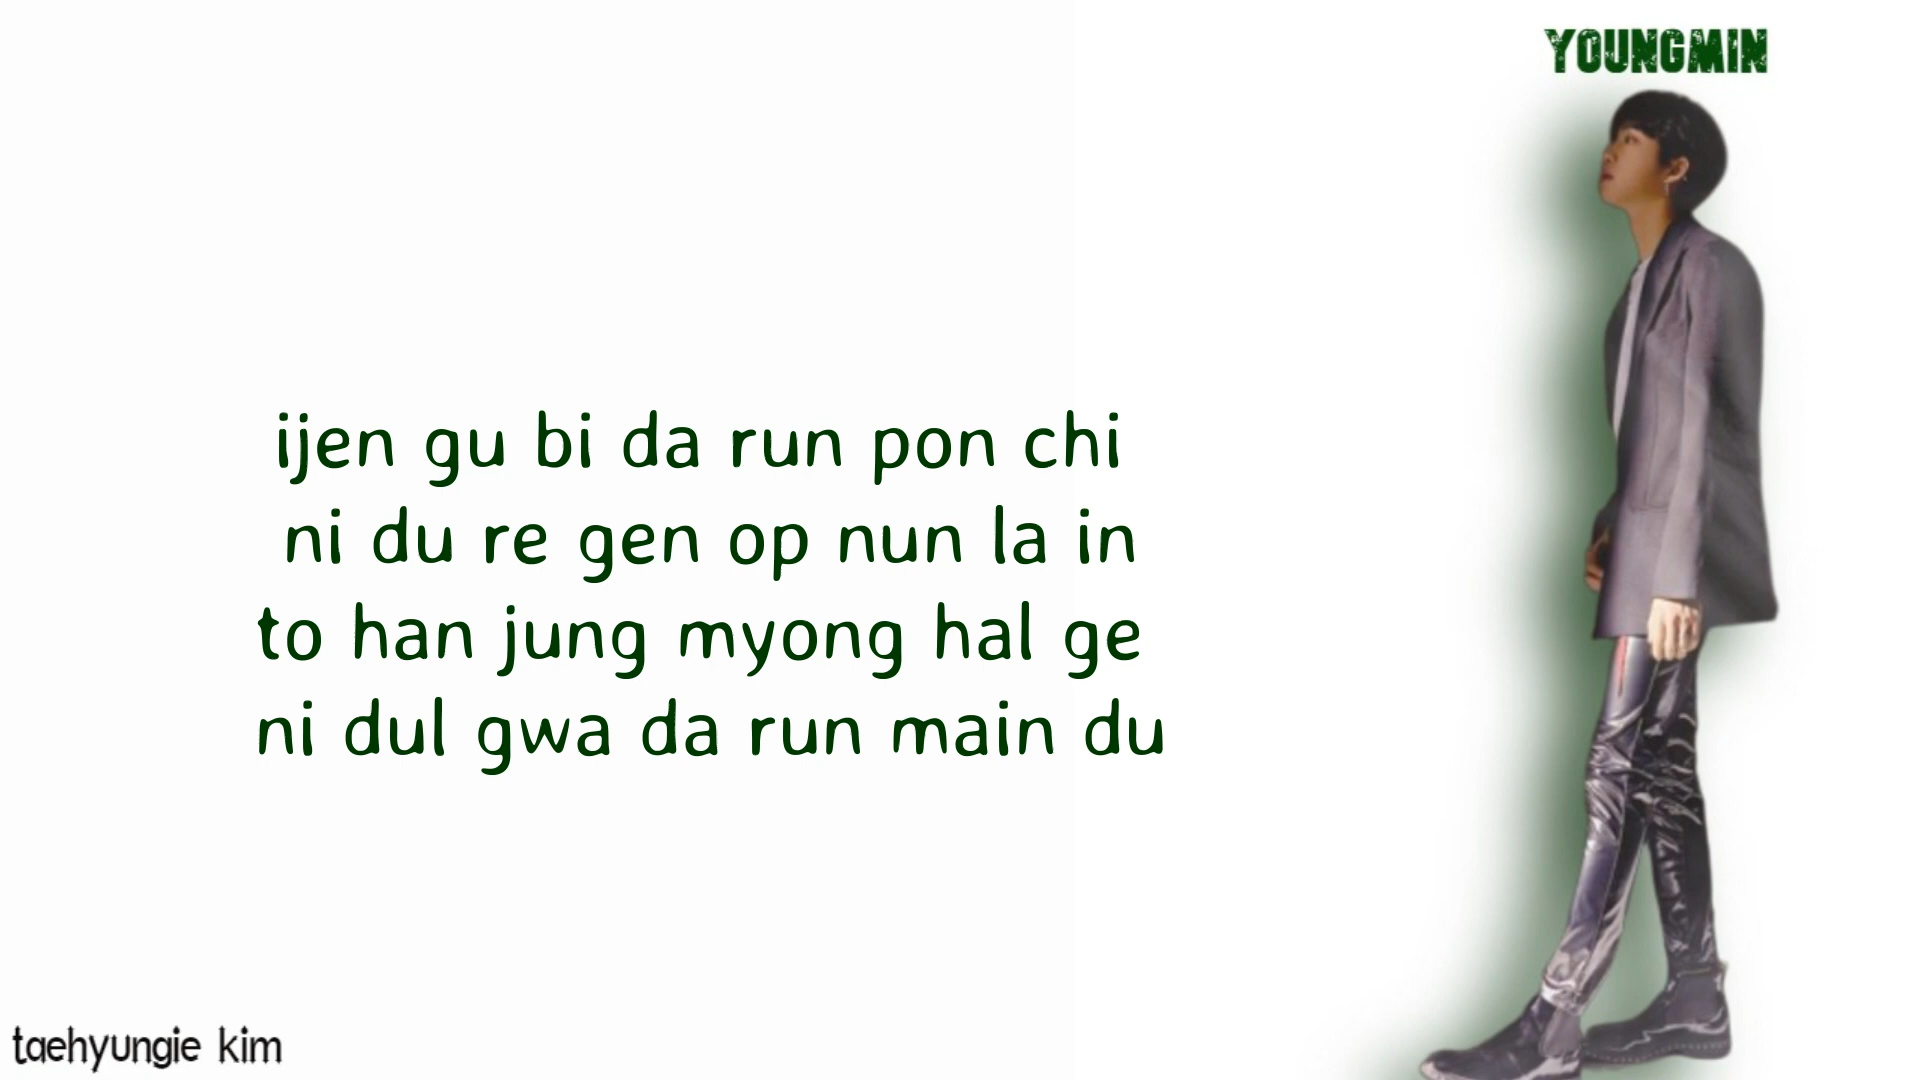 YOUNGMIN
ijen gu bi da run pon chi
ni du re gen op nun la in
to han jung myong hal ge
ni dul gwa da run main du
taehyungie kim